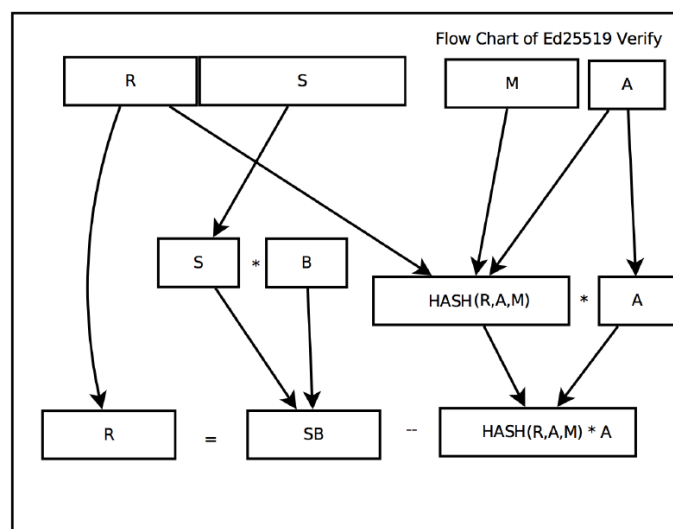 Flow Chart of Ed25519 Verify
R S M A
S * B
HASH(R,A,M) * A
R = SB -- HASH(R,A,M) * A